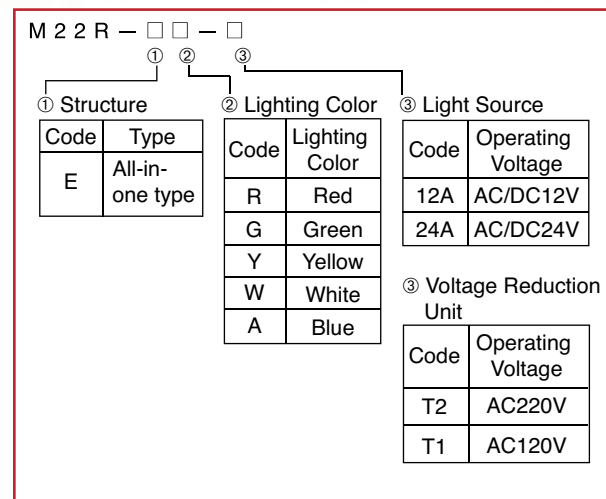 M22R — □ □ — □
① ② ③
① Structure
Code Type
E All-in-
one type
② Lighting Color
Code Lighting
Color
R Red
G Green
Y Yellow
W White
A Blue
③ Light Source
Code Operating
Voltage
12A AC/DC12V
24A AC/DC24V
③ Voltage Reduction
Unit
Code Operating
Voltage
T2 AC220V
T1 AC120V